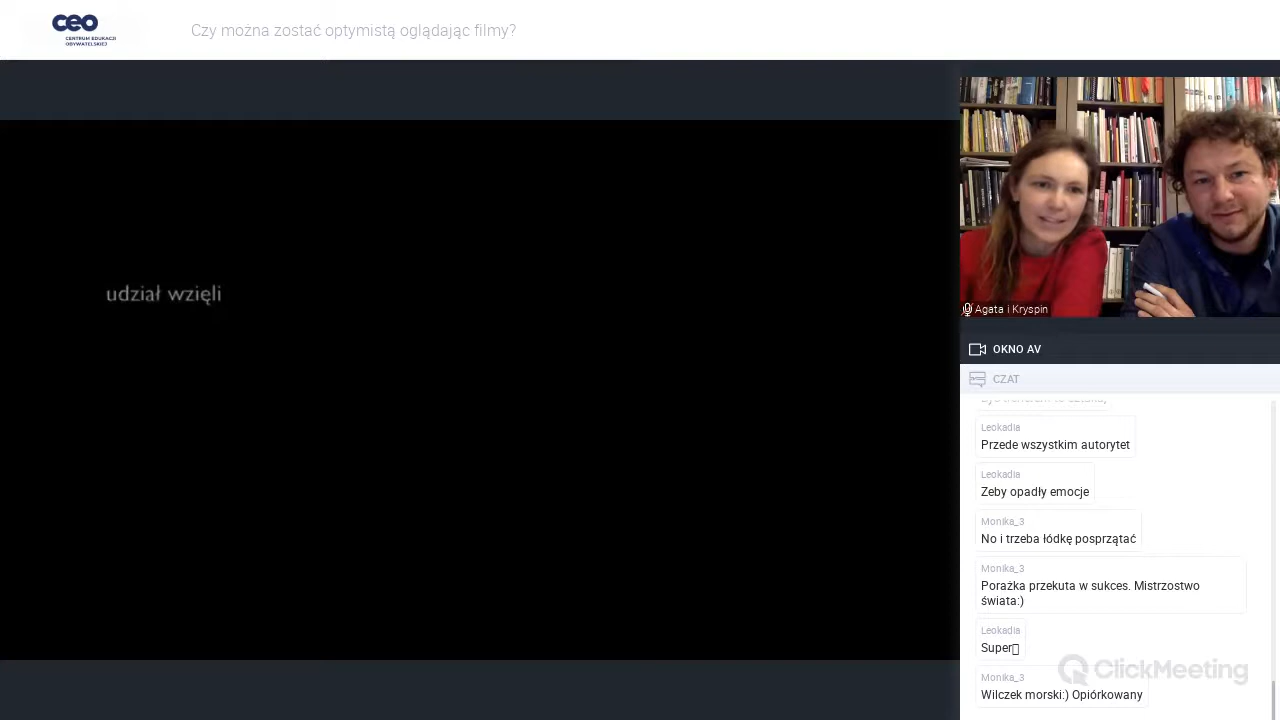 ceo
CENTRUM EDUKACJI
OBYWATELSKIEJ
Czy można zostać optymistą oglądając filmy?
udział wzięli
Agata i Kryspin
OKNO AV
CZAT
Leokadia
Przede wszystkim autorytet
Leokadia
Zeby opadły emocje
Monika_3
No i trzeba łódkę posprzątać
Monika_3
Porażka przekuta w sukces. Mistrzostwo
świata:)
Leokadia
Super
Monika_3
Wilczek morski:) Opiórkowany
ClickMeeting